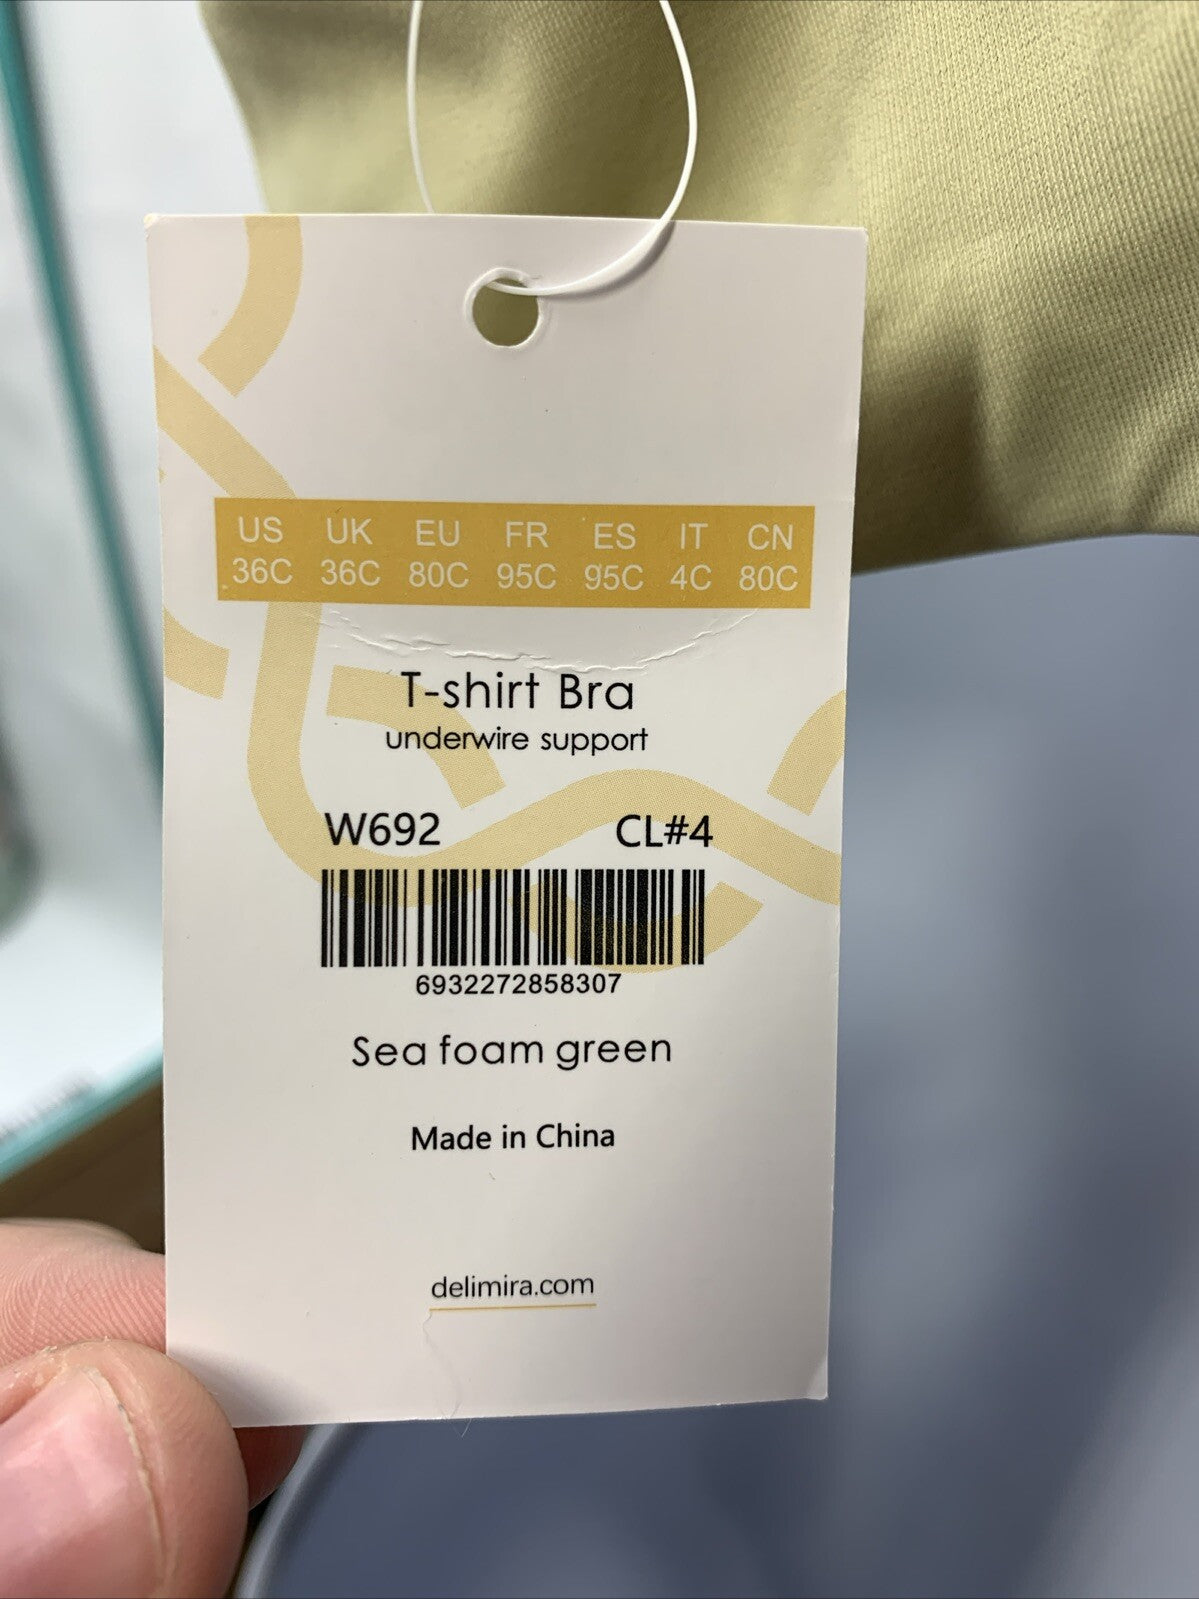 US UK EU FR ES IT CN
36C 36C 80C 95C 95C 4C 80C
T-shirt Bra
underwire support
W692 CL#4
6932272858307
Sea foam green
Made in China
delimira.com